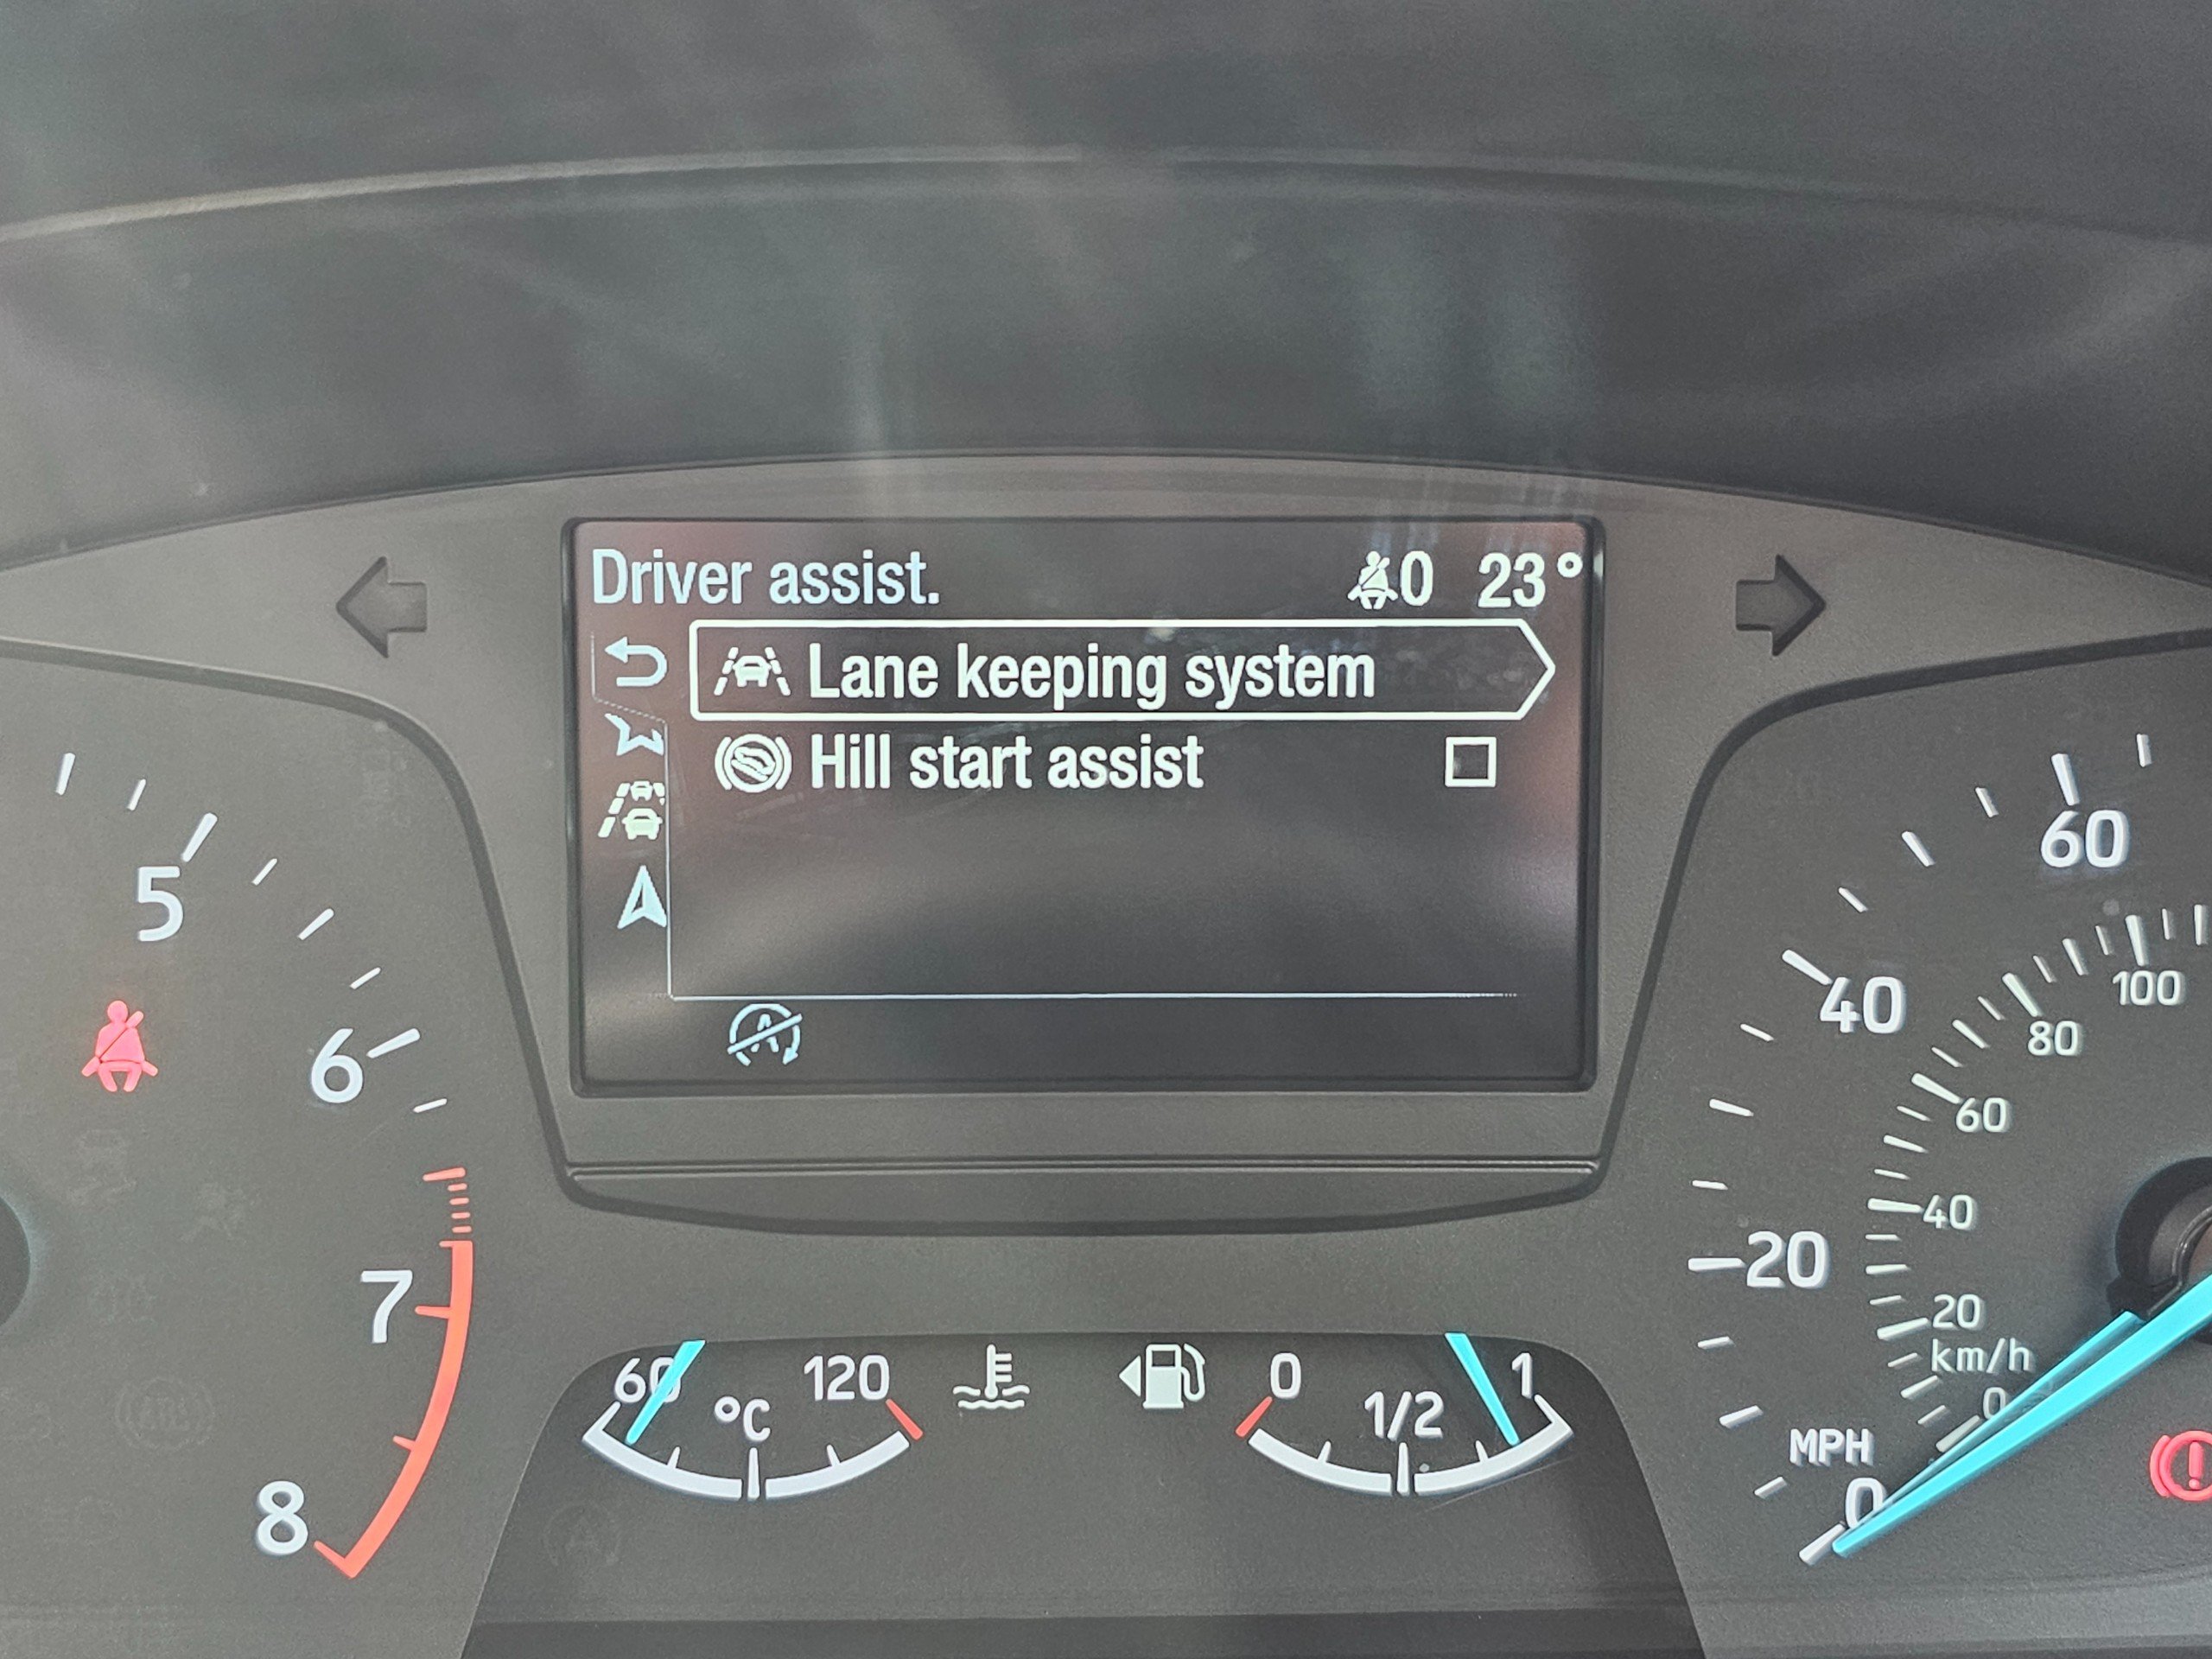 Driver assist. 0 23°
Lane keeping system
Hill start assist
5
6
7
8
60
40
20
MPH
0
100
80
60
40
20
km/h
0
60 °C 120
0 1/2 1